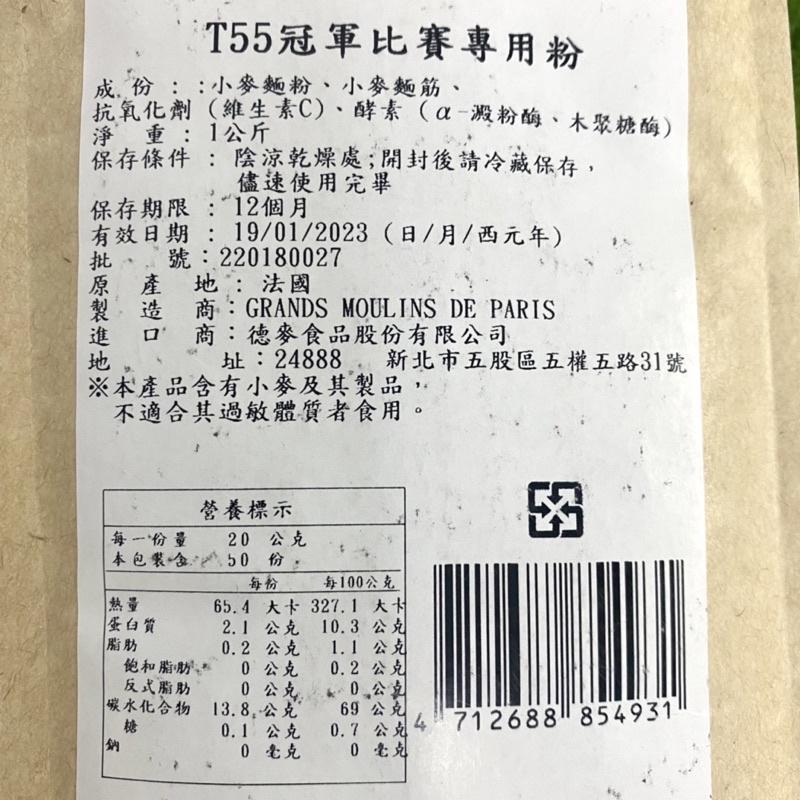 T55冠軍比賽專用粉
成份：:小麥麵粉、小麥麵筋、
抗氧化劑 (維生素C)、酵素 (α-澱粉酶、木聚糖酶)
淨重：1公斤
保存條件：陰涼乾燥處;開封後請冷藏保存，
儘速使用完畢
保存期限：12個月
有效日期：19/01/2023 (日/月/西元年)
批號：220180027
原產地：法國
製造商：GRANDS MOULINS DE PARIS
進口商：德麥食品股份有限公司
地址：24888 新北市五股區五權五路31號
※本產品含有小麥及其製品，
不適合其過敏體質者食用。
營養標示
每一份量 20 公克
本包裝含 50 份
每份 每100公克
熱量 65.4 大卡 327.1 大卡
蛋白質 2.1 公克 10.3 公克
脂肪 0.2 公克 1.1 公克
飽和脂肪 0 公克 0.2 公克
反式脂肪 0 公克 0 公克
碳水化合物 13.8 公克 69 公克
糖 0.1 公克 0.7 公克
鈉 0 毫克 0 毫克
4 712688 854931